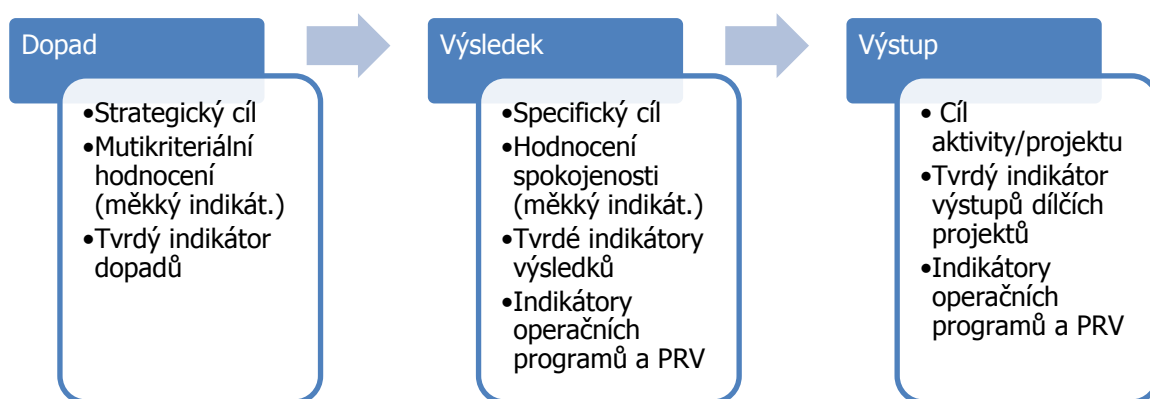 Dopad
•Strategický cíl
•Mutikriteriální
hodnocení
(měkký indikát.)
•Tvrdý indikátor
dopadů
Výsledek
•Specifický cíl
•Hodnocení
spokojenosti
(měkký indikát.)
•Tvrdé indikátory
výsledků
•Indikátory
operačních
programů a PRV
Výstup
• Cíl
aktivity/projektu
•Tvrdý indikátor
výstupů dílčích
projektů
•Indikátory
operačních
programů a PRV